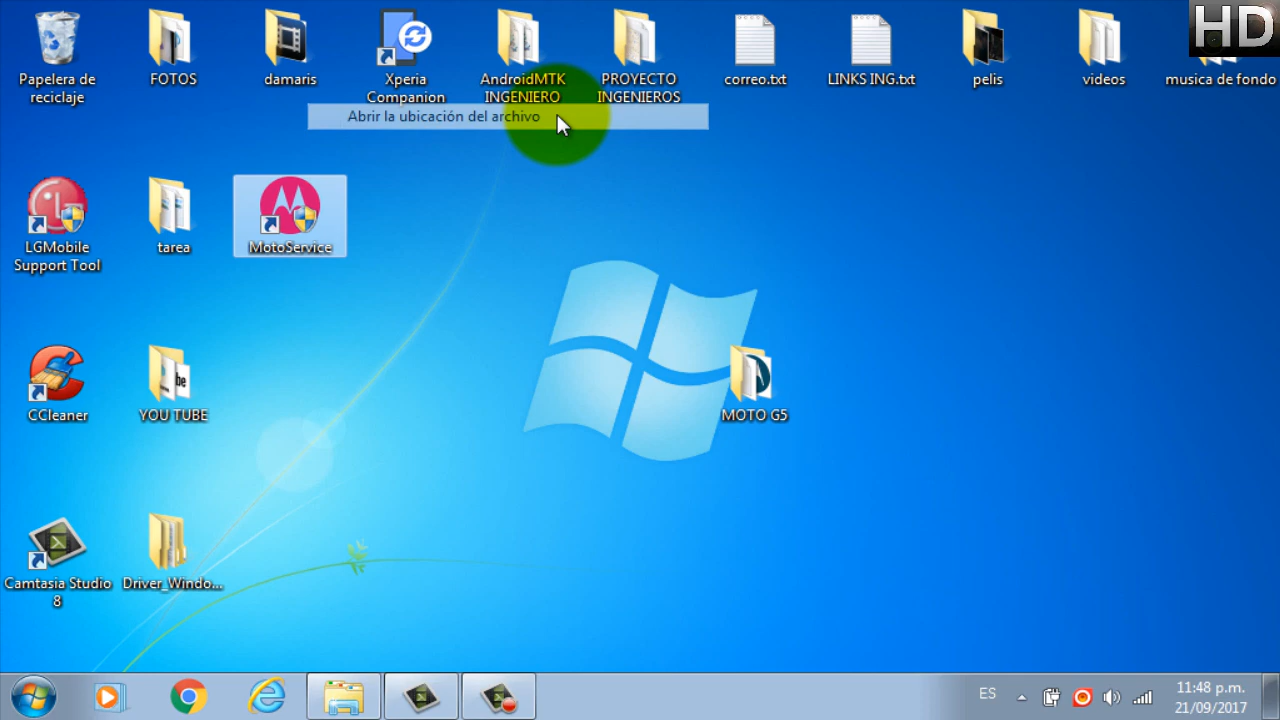 HD
Papelera de
reciclaje
FOTOS
damaris
Xperia
Companion
AndroidMTK
INGENIERO
PROYECTO
INGENIEROS
correo.txt
LINKS ING.txt
pelis
videos
musica de fondo
Abrir la ubicación del archivo
LG
LGMobile
Support Tool
tarea
MotoService
CCleaner
be
YOU TUBE
MOTO G5
Camtasia Studio
8
Driver_Windo...
ES
11:48 p.m.
21/09/2017